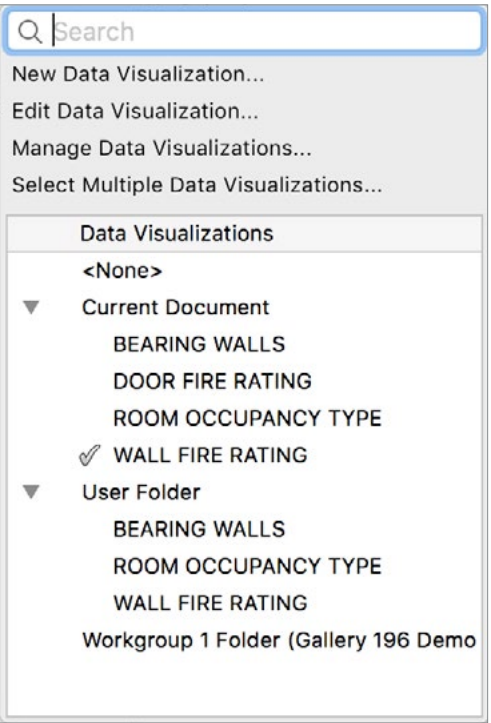 Search
New Data Visualization...
Edit Data Visualization...
Manage Data Visualizations...
Select Multiple Data Visualizations...
Data Visualizations
<None>
Current Document
BEARING WALLS
DOOR FIRE RATING
ROOM OCCUPANCY TYPE
WALL FIRE RATING
User Folder
BEARING WALLS
ROOM OCCUPANCY TYPE
WALL FIRE RATING
Workgroup 1 Folder (Gallery 196 Demo